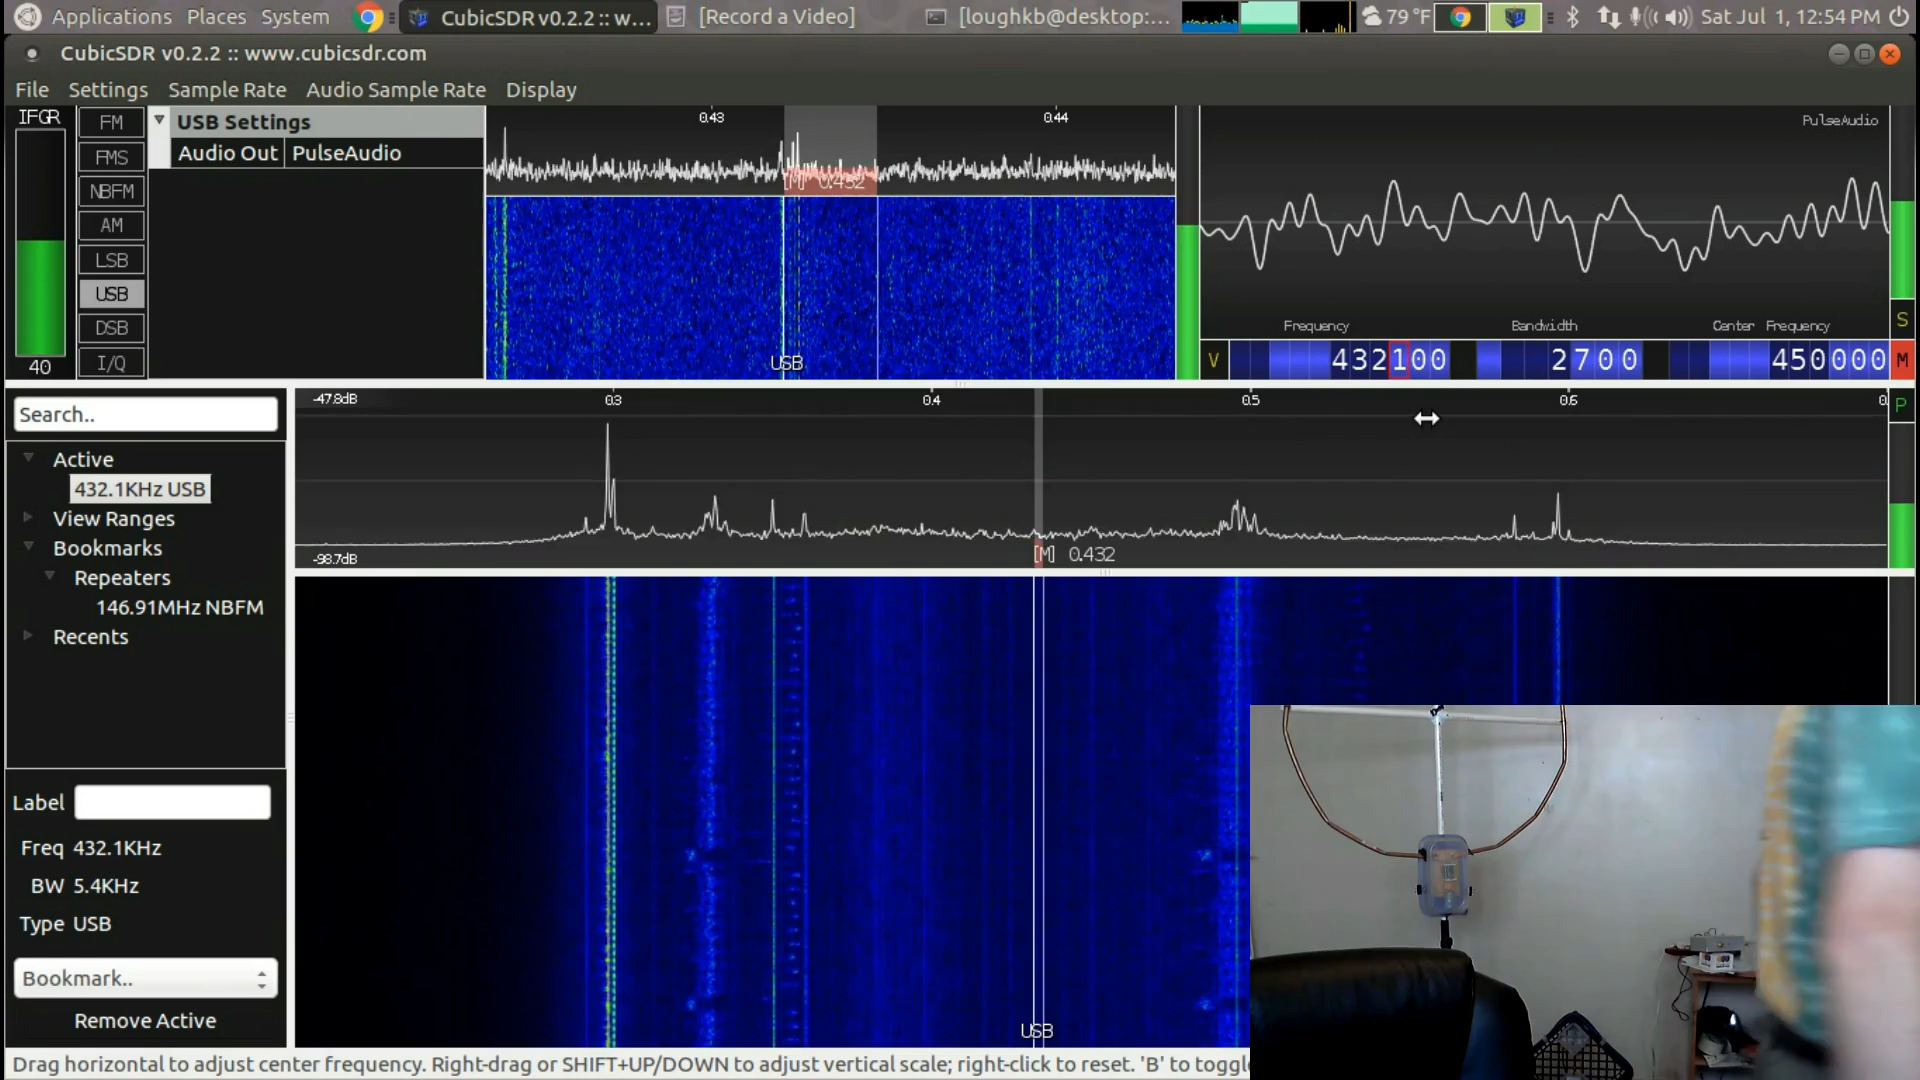 Applications Places System CubicSDR v0.2.2 :: w... [Record a Video] [loughkb@desktop:... 79 °F Sat Jul 1, 12:54 PM
CubicSDR v0.2.2 :: www.cubicsdr.com
File Settings Sample Rate Audio Sample Rate Display
IFGR
40
FM
FMS
NBFM
AM
LSB
USB
DSB
I/Q
USB Settings
Audio Out PulseAudio
0.43 0.44
[M] 0.432
USB
PulseAudio
Frequency Bandwidth Center Frequency
V 432100 2700 450000 M
S
P
Search..
Active
432.1KHz USB
View Ranges
Bookmarks
Repeaters
146.91MHz NBFM
Recents
Label
Freq 432.1KHz
BW 5.4KHz
Type USB
Bookmark..
Remove Active
-47.9dB 0.3 0.4 0.5 0.6 0.
-98.7dB
[M] 0.432
USB
Drag horizontal to adjust center frequency. Right-drag or SHIFT+UP/DOWN to adjust vertical scale; right-click to reset. 'B' to toggle